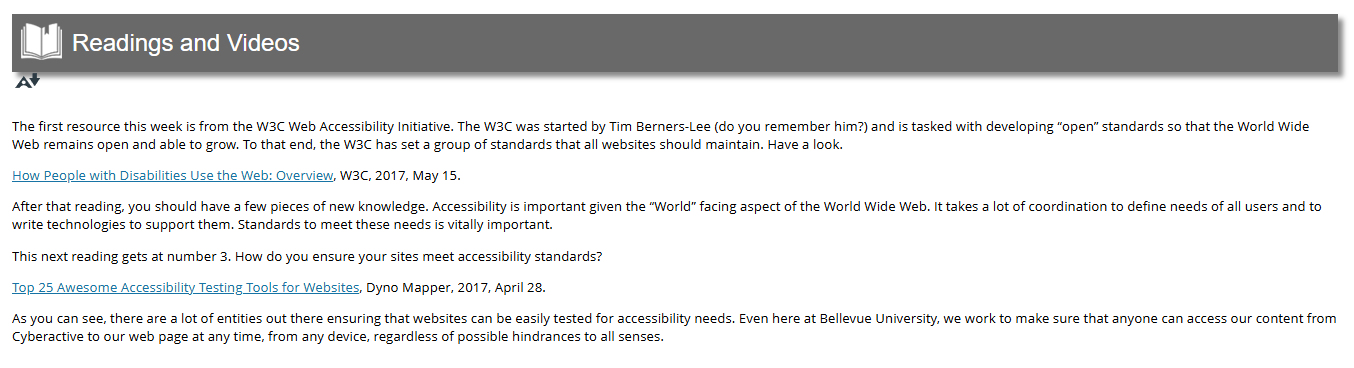 Readings and Videos
The first resource this week is from the W3C Web Accessibility Initiative. The W3C was started by Tim Berners-Lee (do you remember him?) and is tasked with developing “open” standards so that the World Wide
Web remains open and able to grow. To that end, the W3C has set a group of standards that all websites should maintain. Have a look.
How People with Disabilities Use the Web: Overview, W3C, 2017, May 15.
After that reading, you should have a few pieces of new knowledge. Accessibility is important given the “World” facing aspect of the World Wide Web. It takes a lot of coordination to define needs of all users and to
write technologies to support them. Standards to meet these needs is vitally important.
This next reading gets at number 3. How do you ensure your sites meet accessibility standards?
Top 25 Awesome Accessibility Testing Tools for Websites, Dyno Mapper, 2017, April 28.
As you can see, there are a lot of entities out there ensuring that websites can be easily tested for accessibility needs. Even here at Bellevue University, we work to make sure that anyone can access our content from
Cyberactive to our web page at any time, from any device, regardless of possible hindrances to all senses.